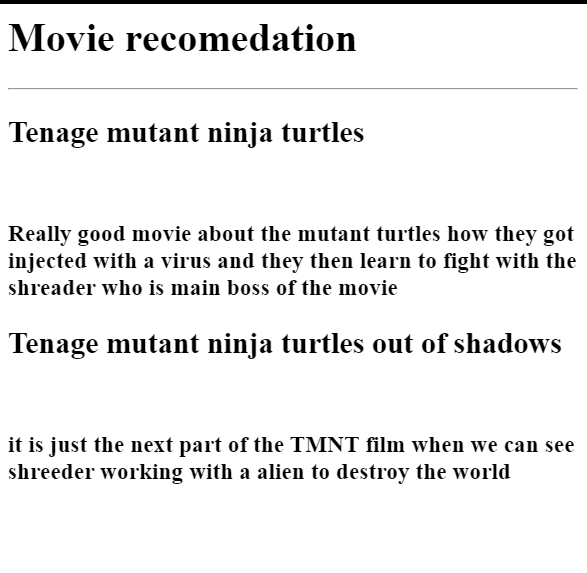 Movie recomedation
Tenage mutant ninja turtles
Really good movie about the mutant turtles how they got
injected with a virus and they then learn to fight with the
shreader who is main boss of the movie
Tenage mutant ninja turtles out of shadows
it is just the next part of the TMNT film when we can see
shreeder working with a alien to destroy the world